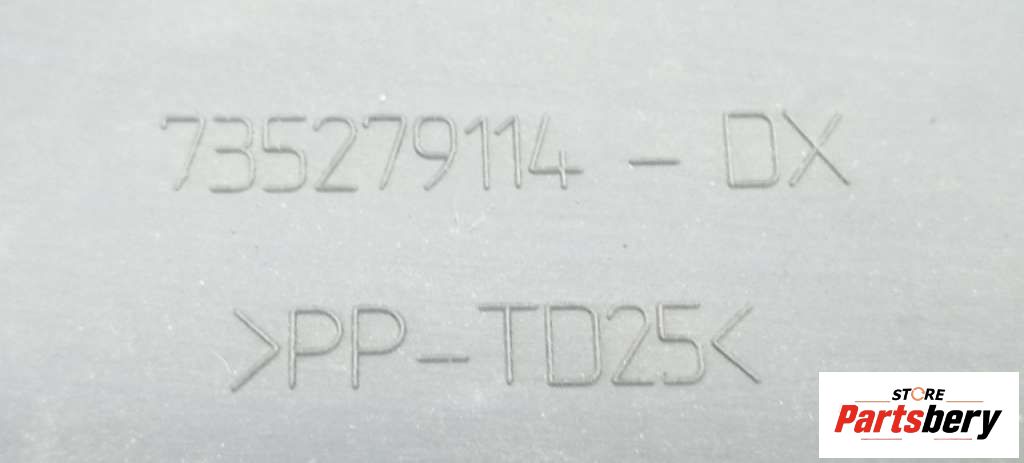 735279114 - DX
>PP-TD25<
STORE
Partsbery